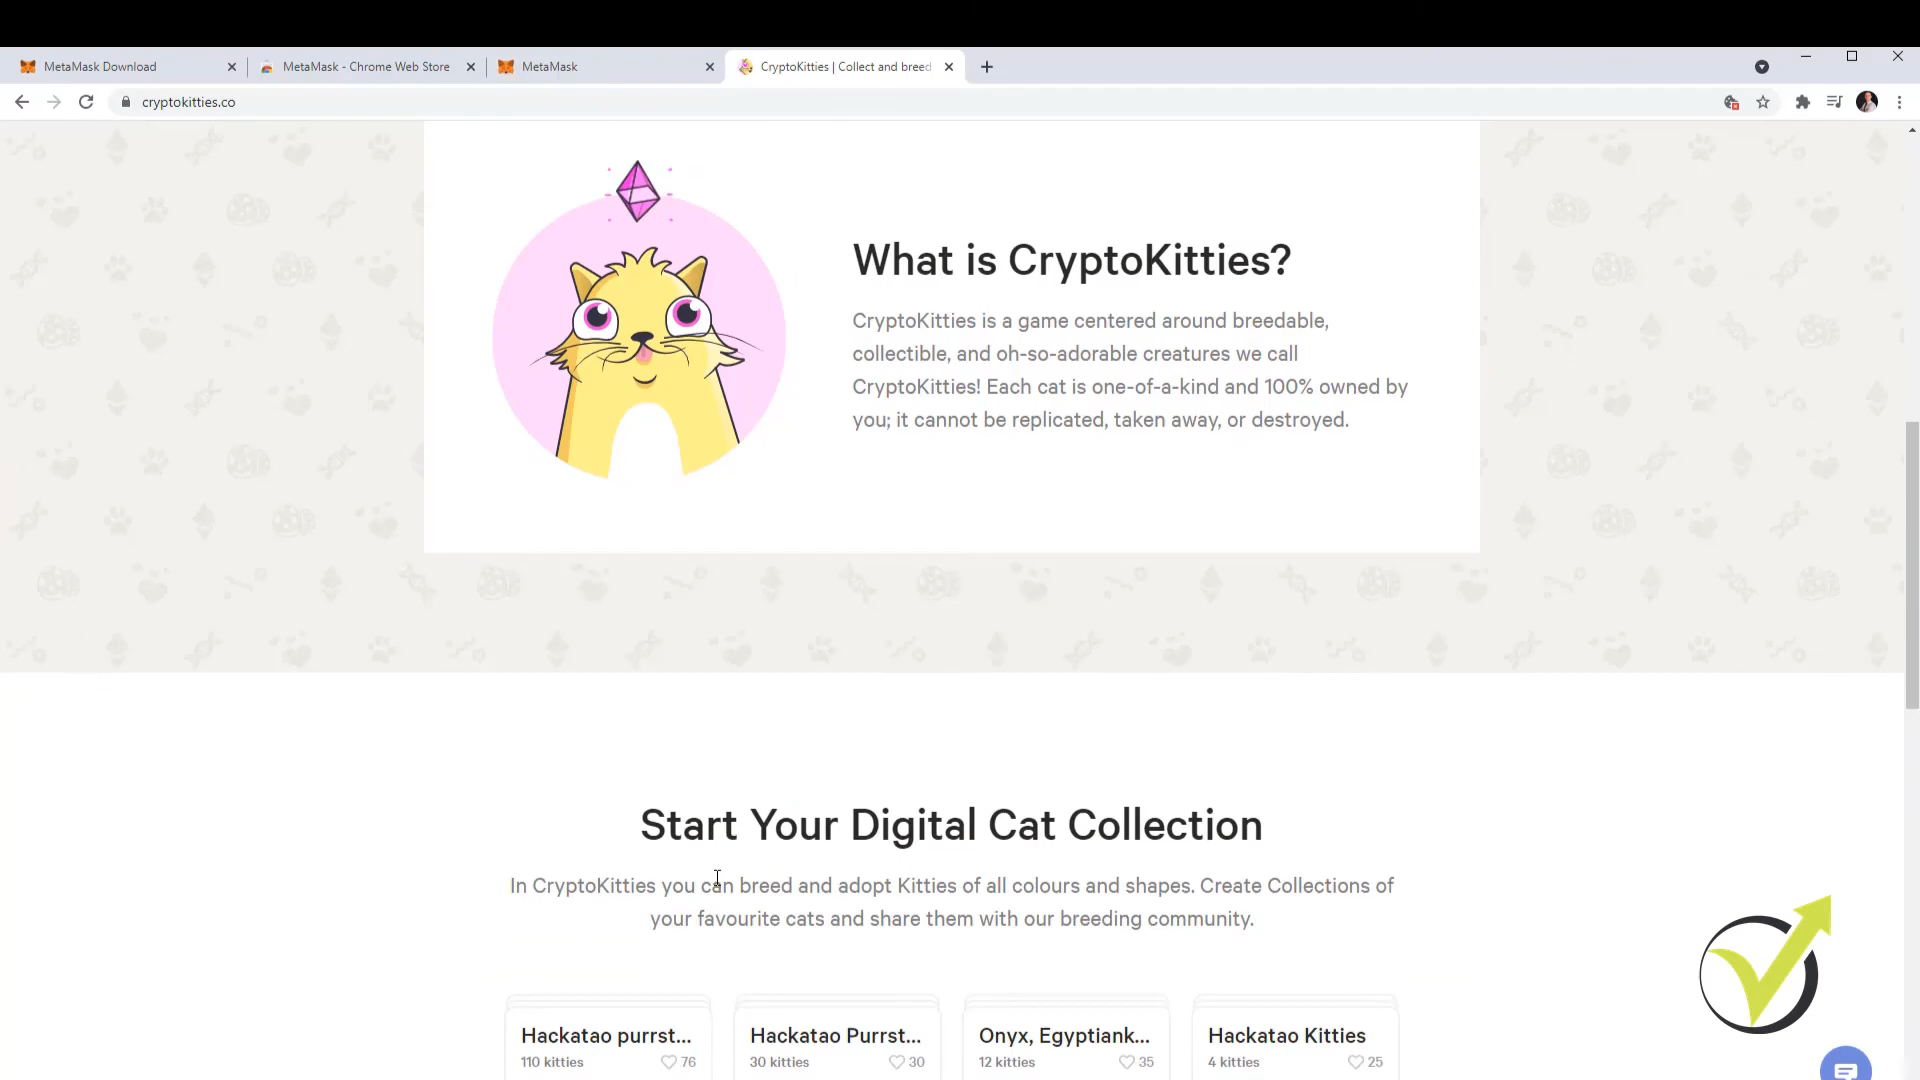 MetaMask Download
MetaMask - Chrome Web Store
MetaMask
CryptoKitties | Collect and breed
cryptokitties.co
What is CryptoKitties?
CryptoKitties is a game centered around breedable,
collectible, and oh-so-adorable creatures we call
CryptoKitties! Each cat is one-of-a-kind and 100% owned by
you; it cannot be replicated, taken away, or destroyed.
Start Your Digital Cat Collection
In CryptoKitties you can breed and adopt Kitties of all colours and shapes. Create Collections of
your favourite cats and share them with our breeding community.
Hackatao purrst...
110 kitties 76
Hackatao Purrst...
30 kitties 30
Onyx, Egyptiank...
12 kitties 35
Hackatao Kitties
4 kitties 25